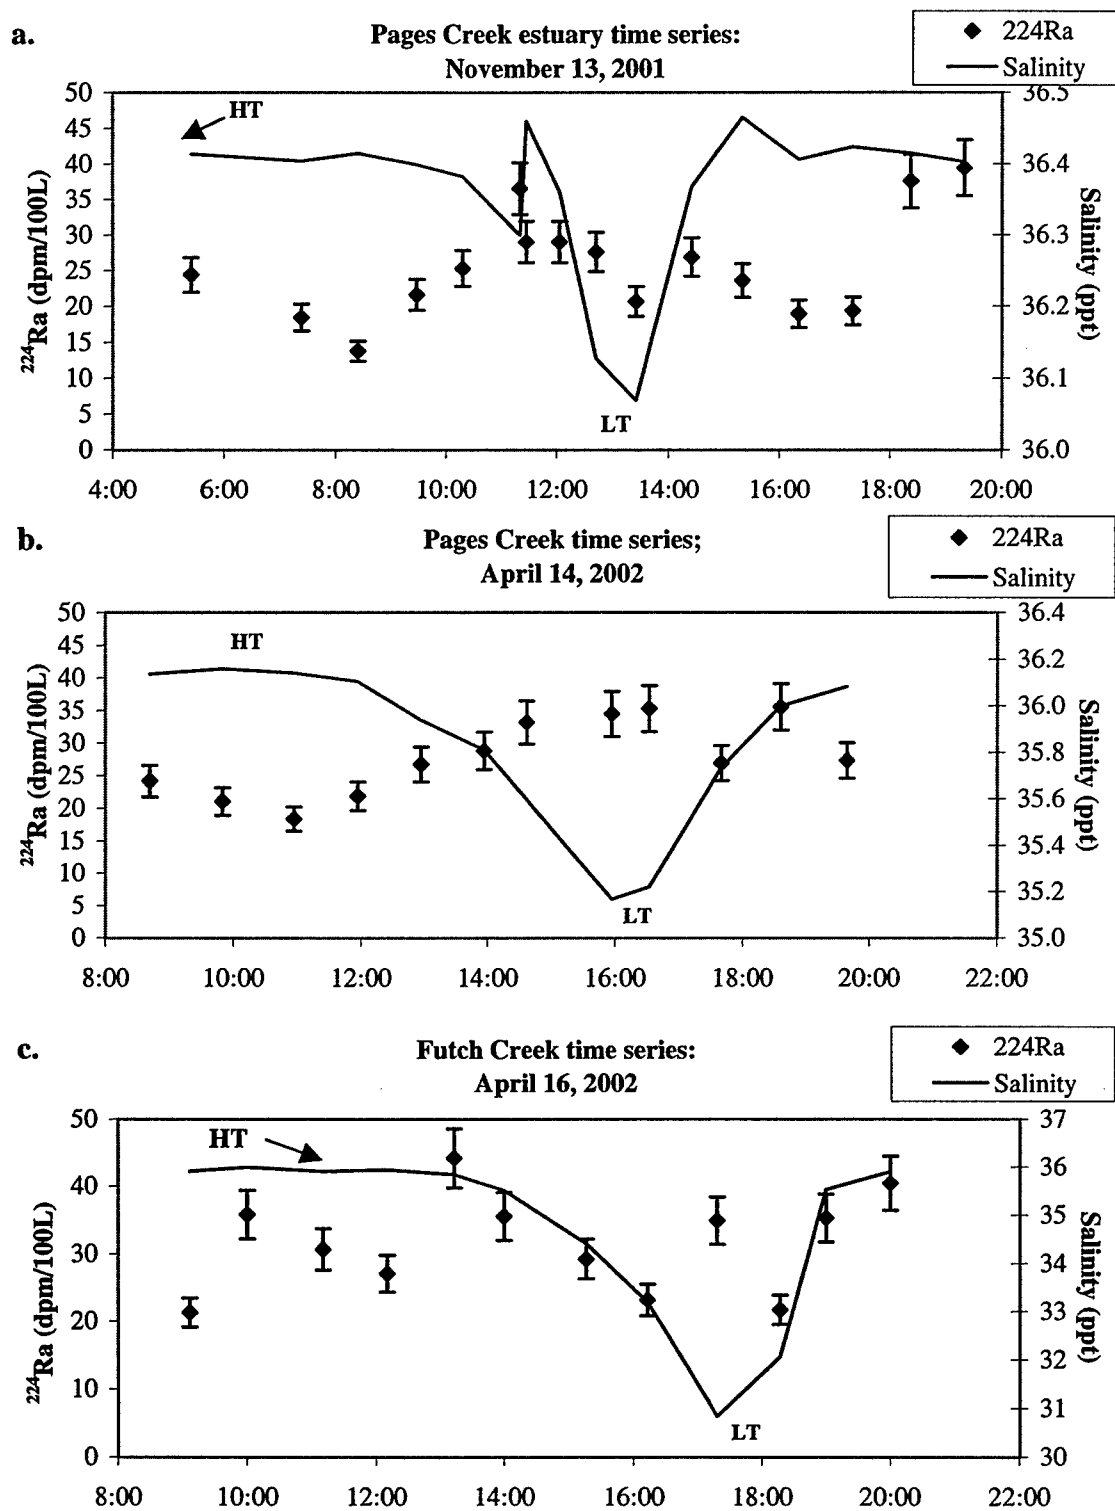 a.
Pages Creek estuary time series:
November 13, 2001
224Ra
Salinity
HT
LT
50
45
40
35
30
25
20
15
10
5
0
²²⁴Ra (dpm/100L)
36.5
36.4
36.3
36.2
36.1
36.0
Salinity (ppt)
4:00 6:00 8:00 10:00 12:00 14:00 16:00 18:00 20:00
b.
Pages Creek time series;
April 14, 2002
224Ra
Salinity
HT
LT
50
45
40
35
30
25
20
15
10
5
0
²²⁴Ra (dpm/100L)
36.4
36.2
36.0
35.8
35.6
35.4
35.2
35.0
Salinity (ppt)
8:00 10:00 12:00 14:00 16:00 18:00 20:00 22:00
c.
Futch Creek time series:
April 16, 2002
224Ra
Salinity
HT
LT
50
40
30
20
10
0
²²⁴Ra (dpm/100L)
37
36
35
34
33
32
31
30
Salinity (ppt)
8:00 10:00 12:00 14:00 16:00 18:00 20:00 22:00